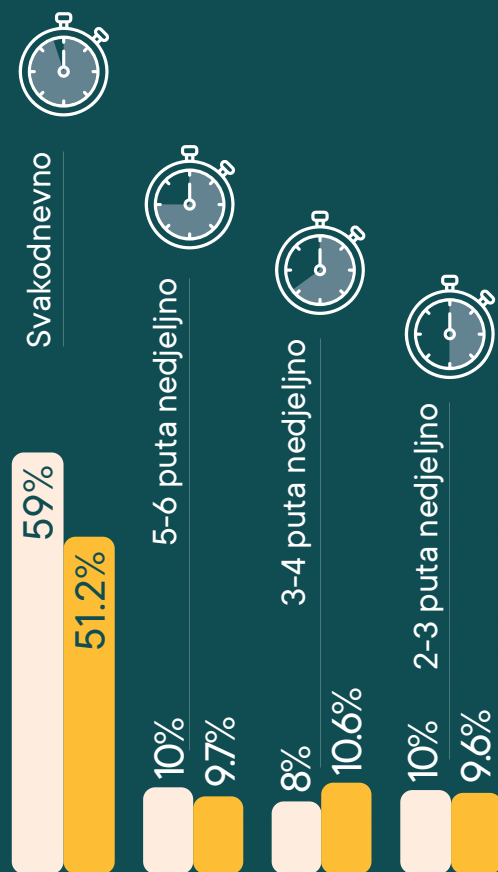 Svakodnevno
59%
51.2%
5-6 puta nedjeljno
10%
9.7%
3-4 puta nedjeljno
8%
10.6%
2-3 puta nedjeljno
10%
9.6%